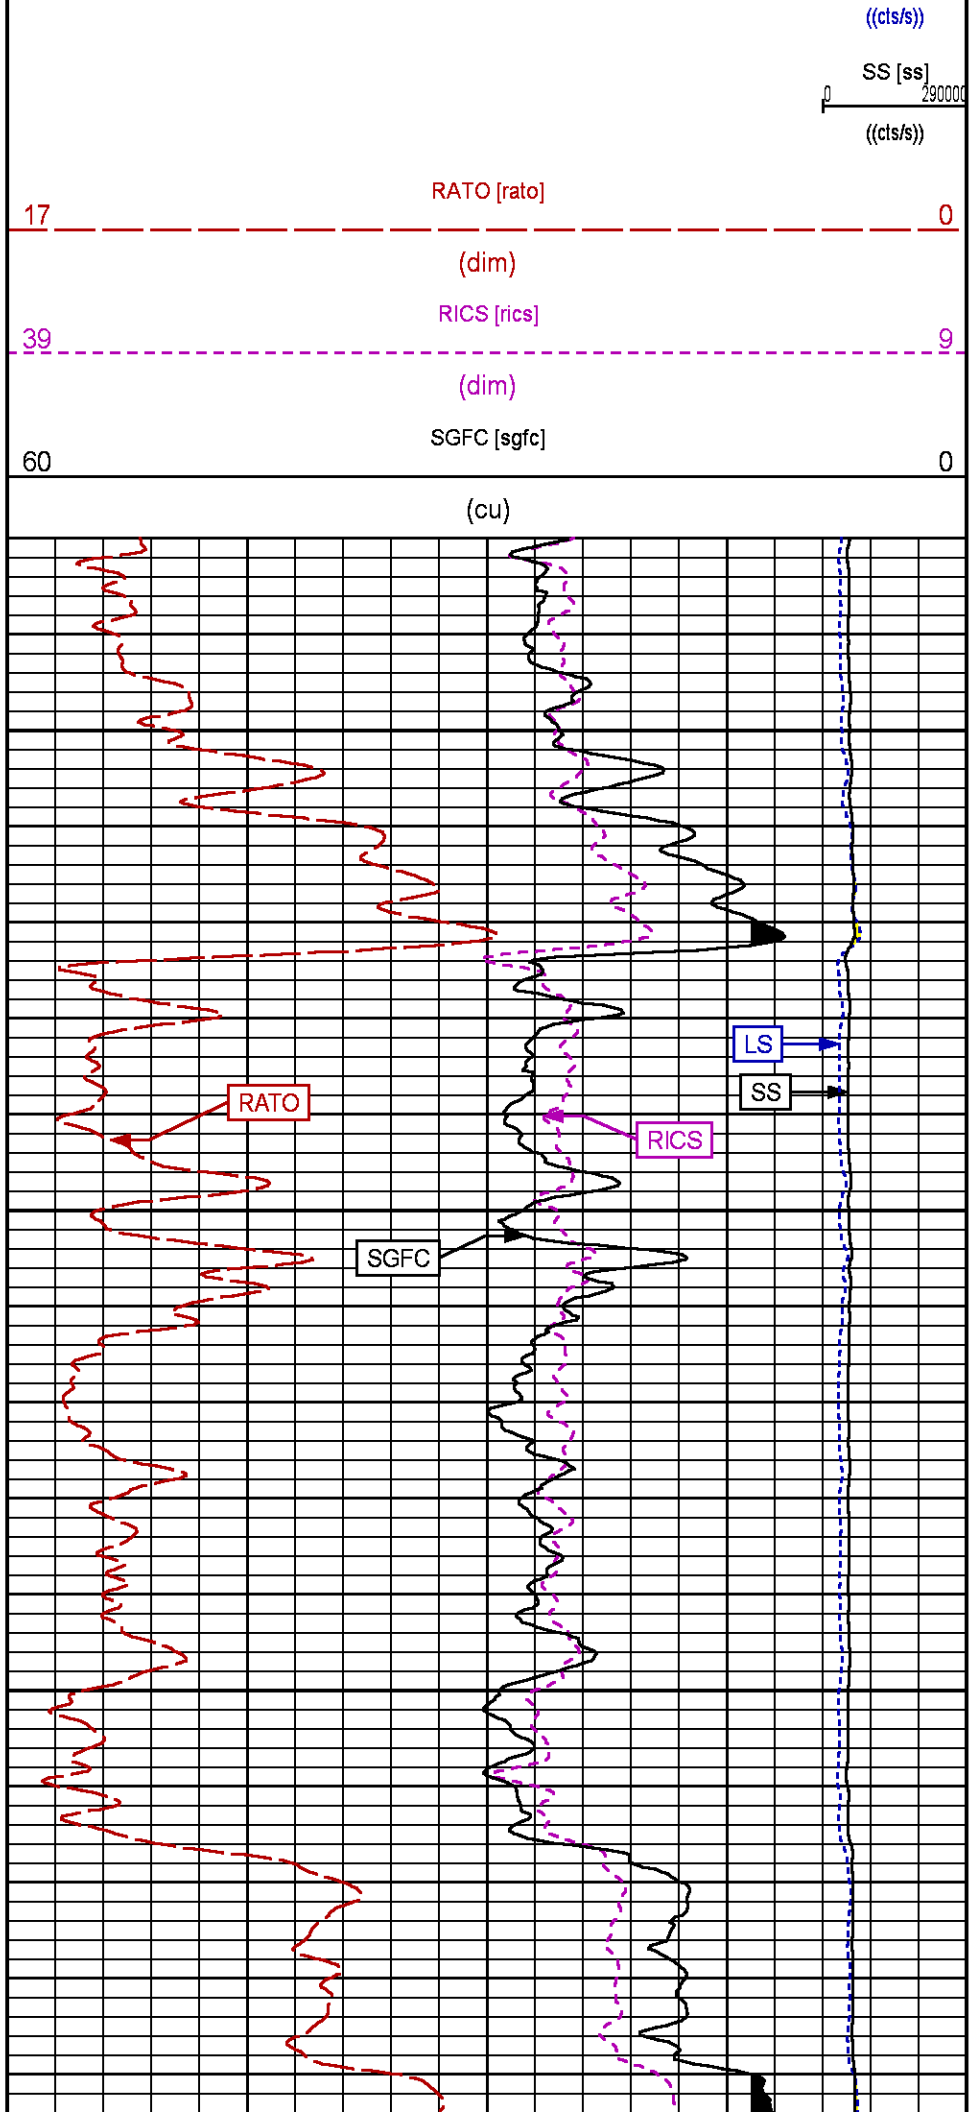 ((cts/s))
SS [ss]
0 290000
((cts/s))
RATO [rato]
17 0
(dim)
RICS [rics]
39 9
(dim)
SGFC [sgfc]
60 0
(cu)
LS
SS
RATO
RICS
SGFC